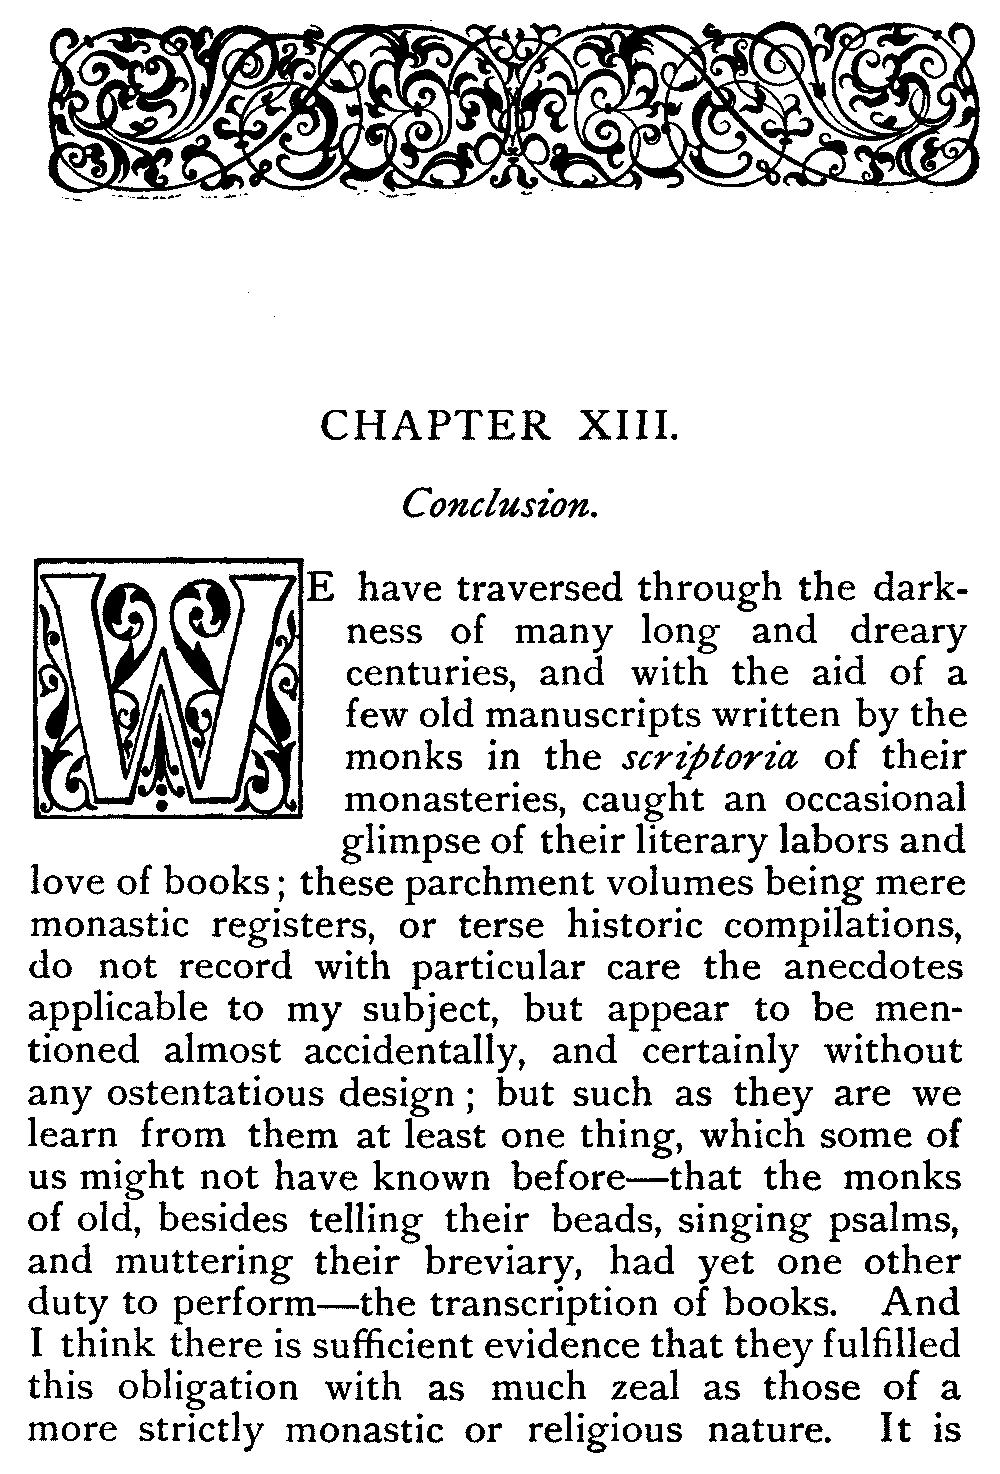 CHAPTER XIII.
Conclusion.
WE have traversed through the dark-
ness of many long and dreary
centuries, and with the aid of a
few old manuscripts written by the
monks in the scriptoria of their
monasteries, caught an occasional
glimpse of their literary labors and
love of books; these parchment volumes being mere
monastic registers, or terse historic compilations,
do not record with particular care the anecdotes
applicable to my subject, but appear to be men-
tioned almost accidentally, and certainly without
any ostentatious design; but such as they are we
learn from them at least one thing, which some of
us might not have known before—that the monks
of old, besides telling their beads, singing psalms,
and muttering their breviary, had yet one other
duty to perform—the transcription of books. And
I think there is sufficient evidence that they fulfilled
this obligation with as much zeal as those of a
more strictly monastic or religious nature. It is